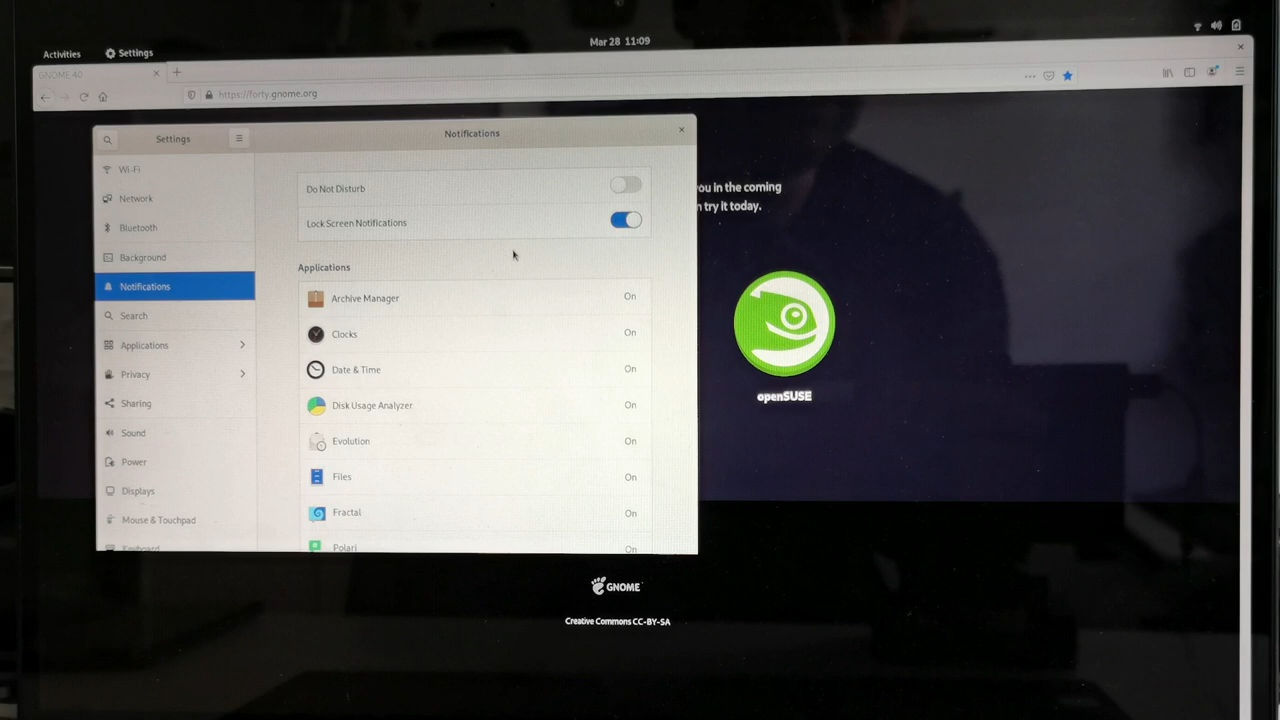 Activities
Settings
Mar 28 11:09
GNOME 40
https://forty.gnome.org
Settings
Notifications
Wi-Fi
Network
Bluetooth
Background
Notifications
Search
Applications
Privacy
Sharing
Sound
Power
Displays
Mouse & Touchpad
Keyboard
Do Not Disturb
Lock Screen Notifications
Applications
Archive Manager On
Clocks On
Date & Time On
Disk Usage Analyzer On
Evolution On
Files On
Fractal On
Polari On
ou in the coming
try it today.
openSUSE
GNOME
Creative Commons CC-BY-SA